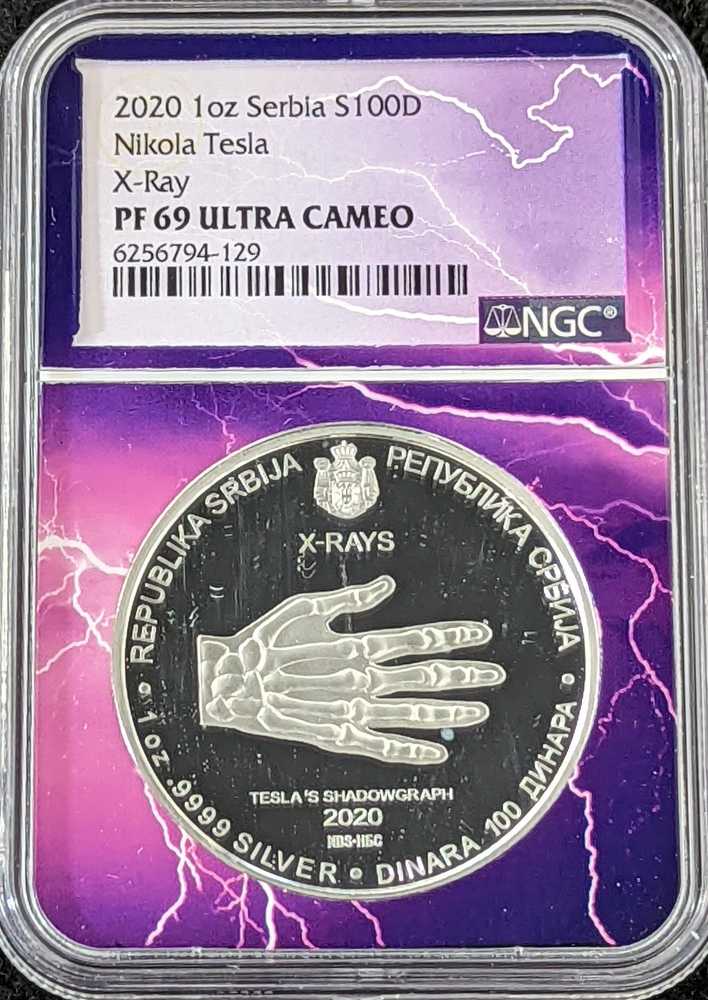 2020 1oz Serbia S100D
Nikola Tesla
X-Ray
PF 69 ULTRA CAMEO
6256794-129
NGC®
REPUBLIKA SRBIJA
РЕПУБЛИКА СРБИЈА
X-RAYS
TESLA'S SHADOWGRAPH
2020
1 oz .9999 SILVER • DINARA 100 ДИНАРА